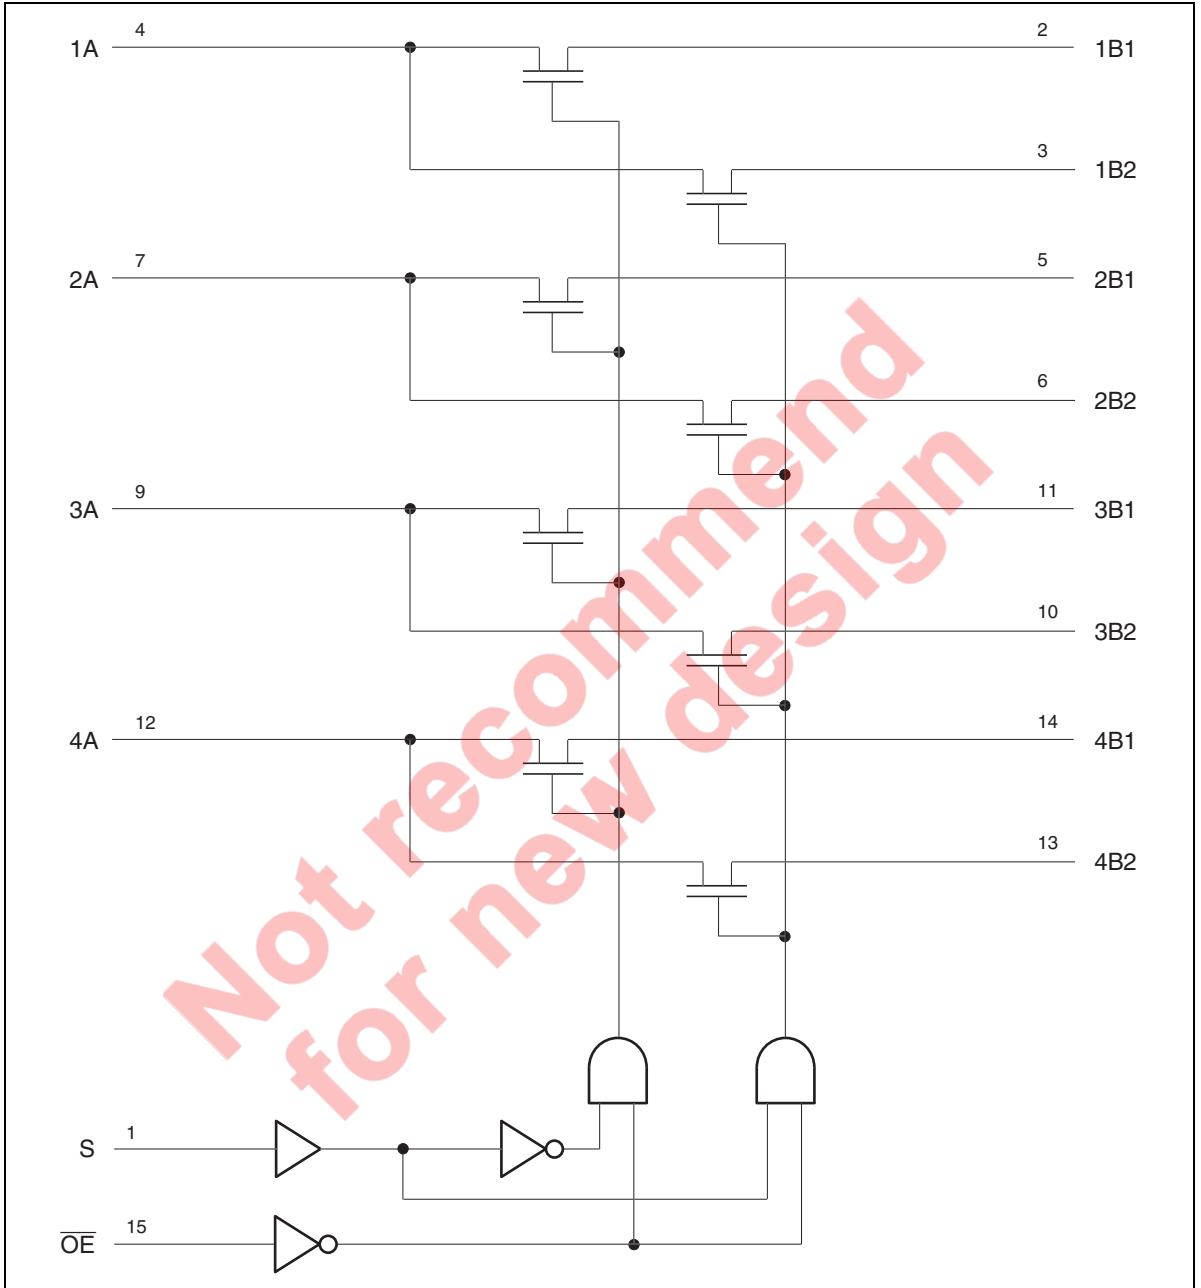 4
2
1A
1B1
3
1B2
7
5
2A
2B1
6
2B2
9
11
3A
3B1
10
3B2
12
14
4A
4B1
13
4B2
1
S
15
O̅E̅
Not recommend
for new design